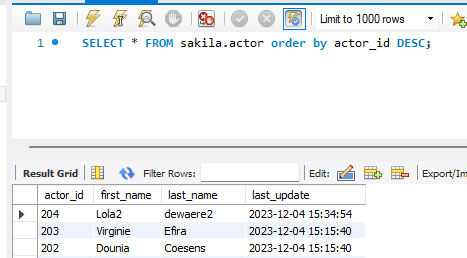 Limit to 1000 rows
1 SELECT * FROM sakila.actor order by actor_id DESC;
Result Grid Filter Rows: Edit: Export/Im
actor_id first_name last_name last_update
204 Lola2 dewaere2 2023-12-04 15:34:54
203 Virginie Efira 2023-12-04 15:15:40
202 Dounia Coesens 2023-12-04 15:15:40